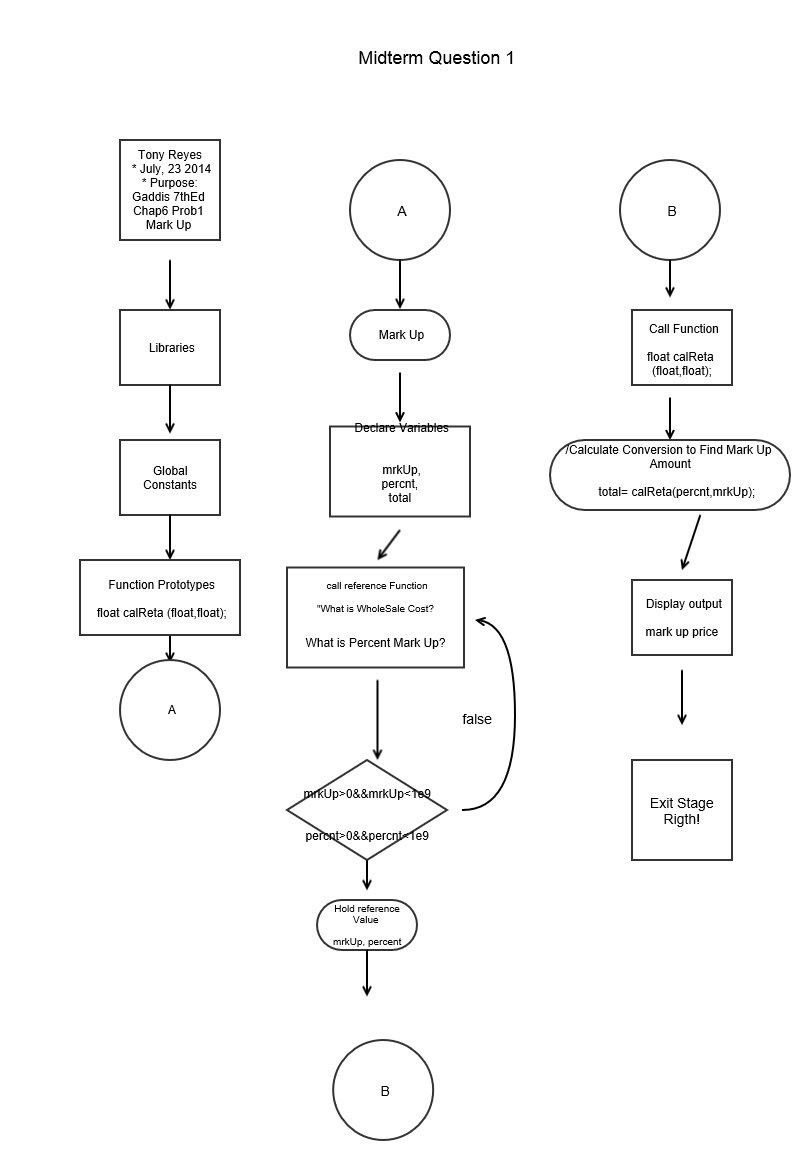 Midterm Question 1
Tony Reyes
* July, 23 2014
* Purpose:
Gaddis 7thEd
Chap6 Prob1
Mark Up
Libraries
Global
Constants
Function Prototypes
float calReta (float,float);
A
A
Mark Up
Declare Variables
mrkUp,
percnt,
total
call reference Function
"What is WholeSale Cost?
What is Percent Mark Up?
false
mrkUp>0&&mrkUp<1e9
percnt>0&&percnt<1e9
Hold reference
Value
mrkUp, percent
B
B
Call Function
float calReta
(float,float);
/Calculate Conversion to Find Mark Up
Amount
total= calReta(percnt,mrkUp);
Display output
mark up price
Exit Stage
Rigth!